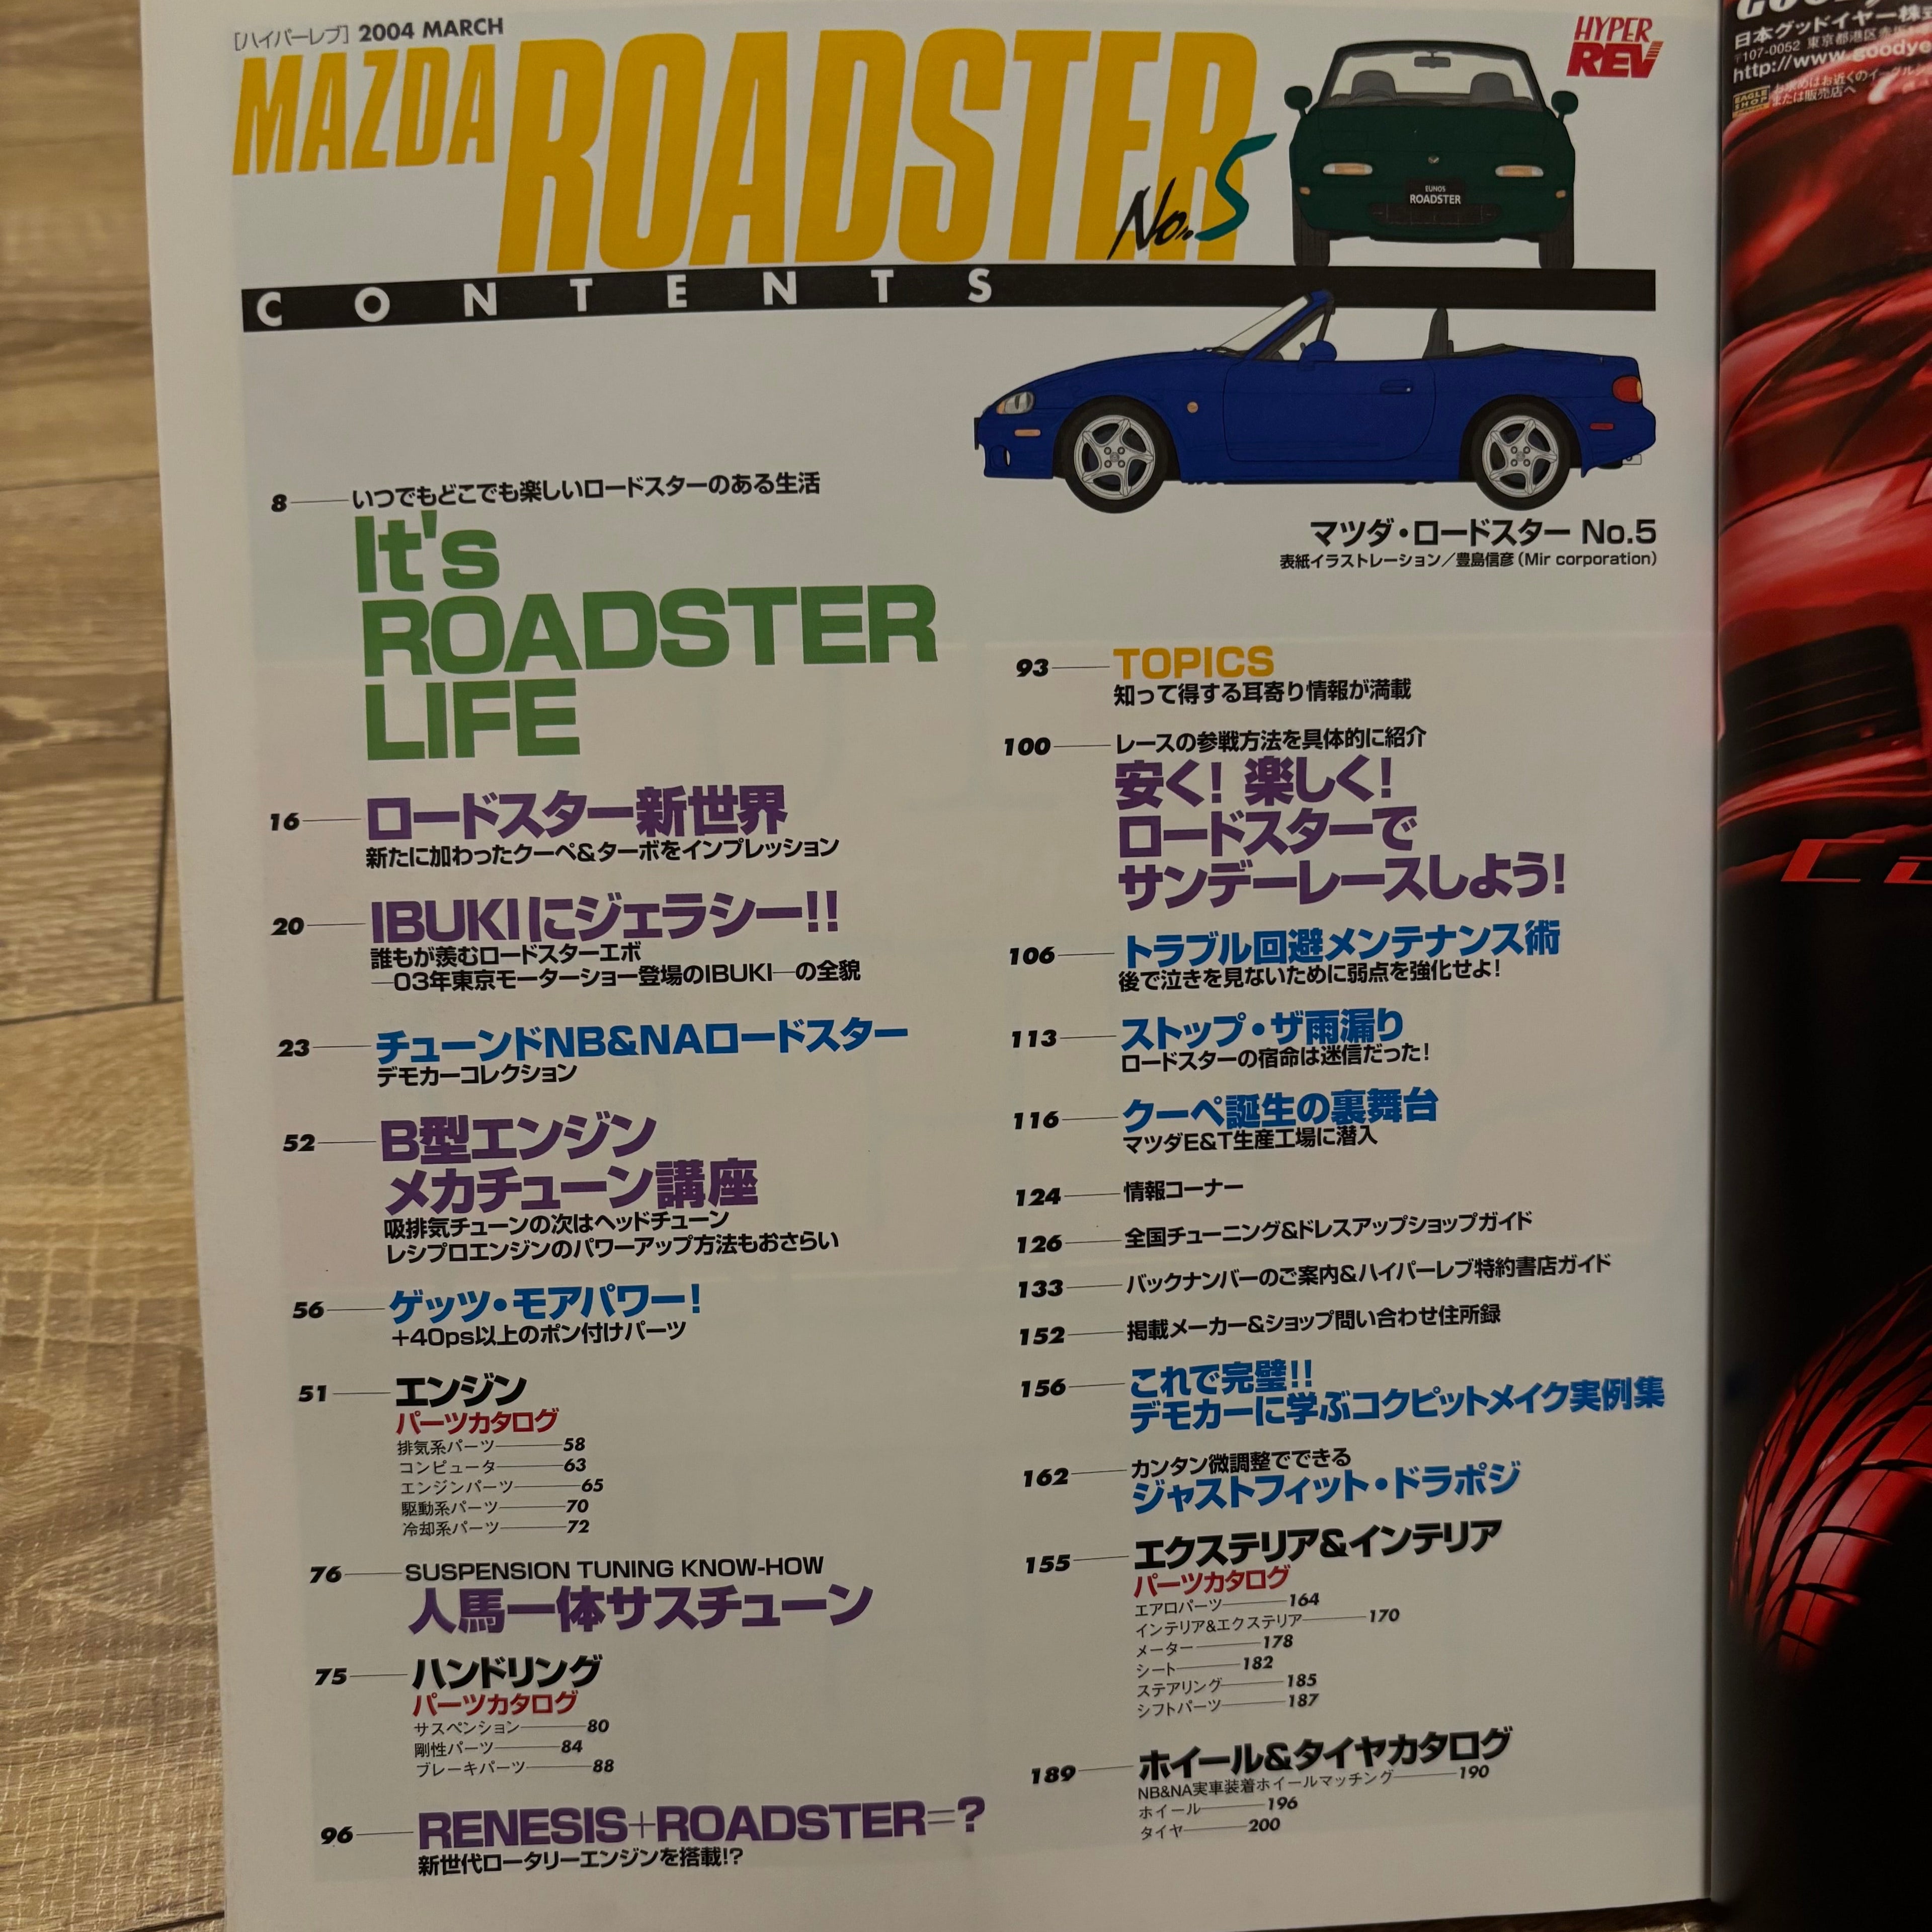 [ハイパーレブ] 2004 MARCH
MAZDA ROADSTER No.5
HYPER
REV
EUNOS
ROADSTER
CONTENTS
マツダ・ロードスター No.5
表紙イラストレーション/豊島信彦(Mir corporation)
8 いつでもどこでも楽しいロードスターのある生活
It's
ROADSTER
LIFE
16 ロードスター新世界
新たに加わったクーペ&ターボをインプレッション
20 IBUKIにジェラシー!!
誰もが羨むロードスターエボ
—03年東京モーターショー登場のIBUKI—の全貌
23 チューンドNB&NAロードスター
デモカーコレクション
52 B型エンジン
メカチューン講座
吸排気チューンの次はヘッドチューン
レシプロエンジンのパワーアップ方法もおさらい
56 ゲッツ・モアパワー!
+40ps以上のポン付けパーツ
51 エンジン
パーツカタログ
排気系パーツ 58
コンピュータ 63
エンジンパーツ 65
駆動系パーツ 70
冷却系パーツ 72
76 SUSPENSION TUNING KNOW-HOW
人馬一体サスチューン
75 ハンドリング
パーツカタログ
サスペンション 80
剛性パーツ 84
ブレーキパーツ 88
96 RENESIS+ROADSTER=?
新世代ロータリーエンジンを搭載!?
93 TOPICS
知って得する耳寄り情報が満載
100 レースの参戦方法を具体的に紹介
安く! 楽しく!
ロードスターで
サンデーレースしよう!
106 トラブル回避メンテナンス術
後で泣きを見ないために弱点を強化せよ!
113 ストップ・ザ雨漏り
ロードスターの宿命は迷信だった!
116 クーペ誕生の裏舞台
マツダE&T生産工場に潜入
124 情報コーナー
126 全国チューニング&ドレスアップショップガイド
133 バックナンバーのご案内&ハイパーレブ特約書店ガイド
152 掲載メーカー&ショップ問い合わせ住所録
156 これで完璧!!
デモカーに学ぶコクピットメイク実例集
162 カンタン微調整でできる
ジャストフィット・ドラポジ
155 エクステリア&インテリア
パーツカタログ
エアロパーツ 164
インテリア&エクステリア 170
メーター 178
シート 182
ステアリング 185
シフトパーツ 187
189 ホイール&タイヤカタログ
NB&NA実車装着ホイールマッチング 190
ホイール 196
タイヤ 200
日本グッドイヤー株式
〒107-0052 東京都港区赤坂
http://www.goodye
EAGLE
SHOP
お求めはお近くのイーグルシ
または販売店へ